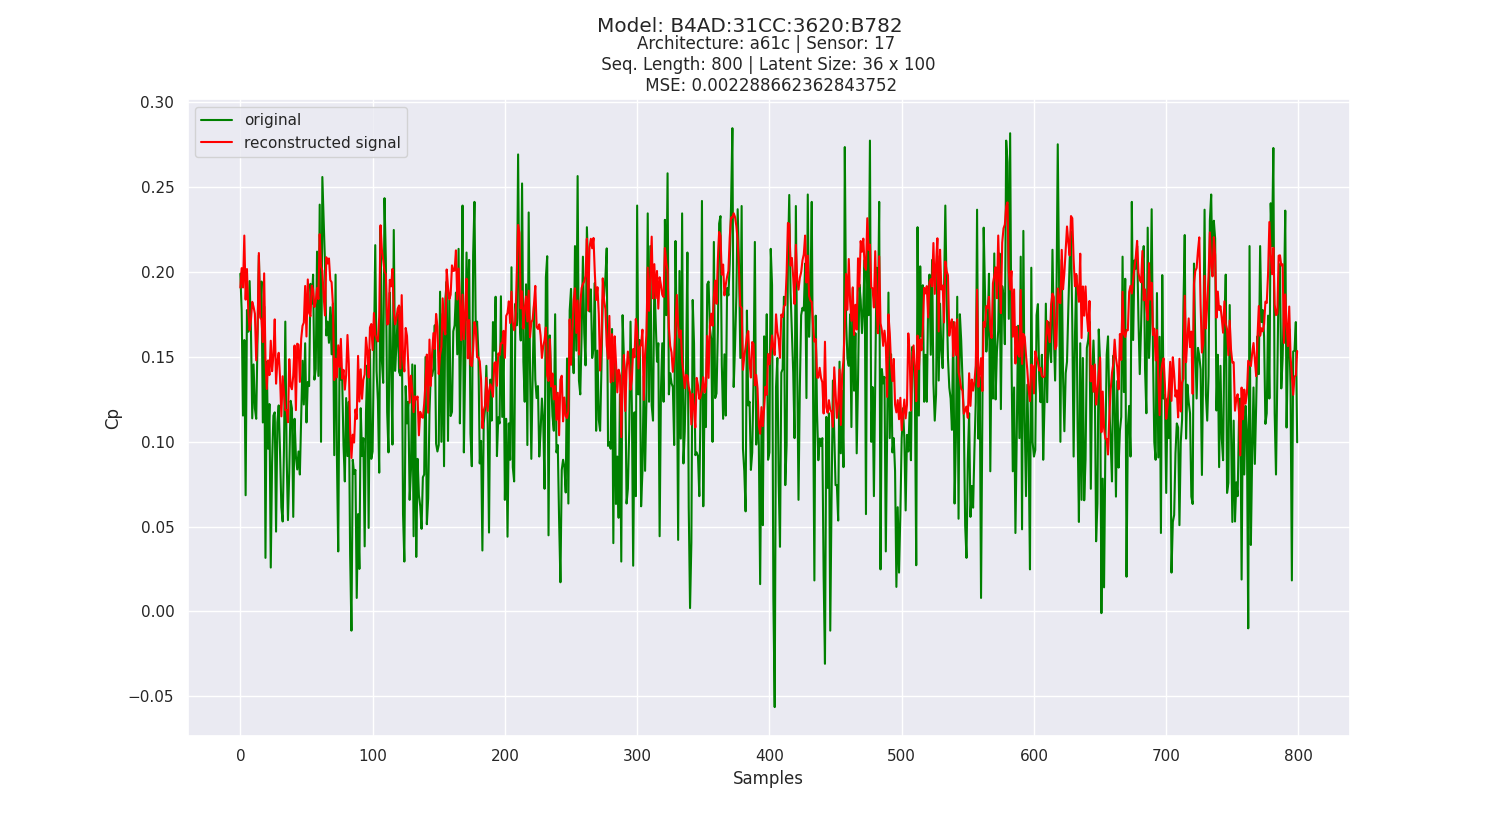 Model: B4AD:31CC:3620:B782
Architecture: a61c | Sensor: 17
Seq. Length: 800 | Latent Size: 36 x 100
MSE: 0.002288662362843752
original
reconstructed signal
0.30
0.25
0.20
0.15
0.10
0.05
0.00
−0.05
Cp
0 100 200 300 400 500 600 700 800
Samples